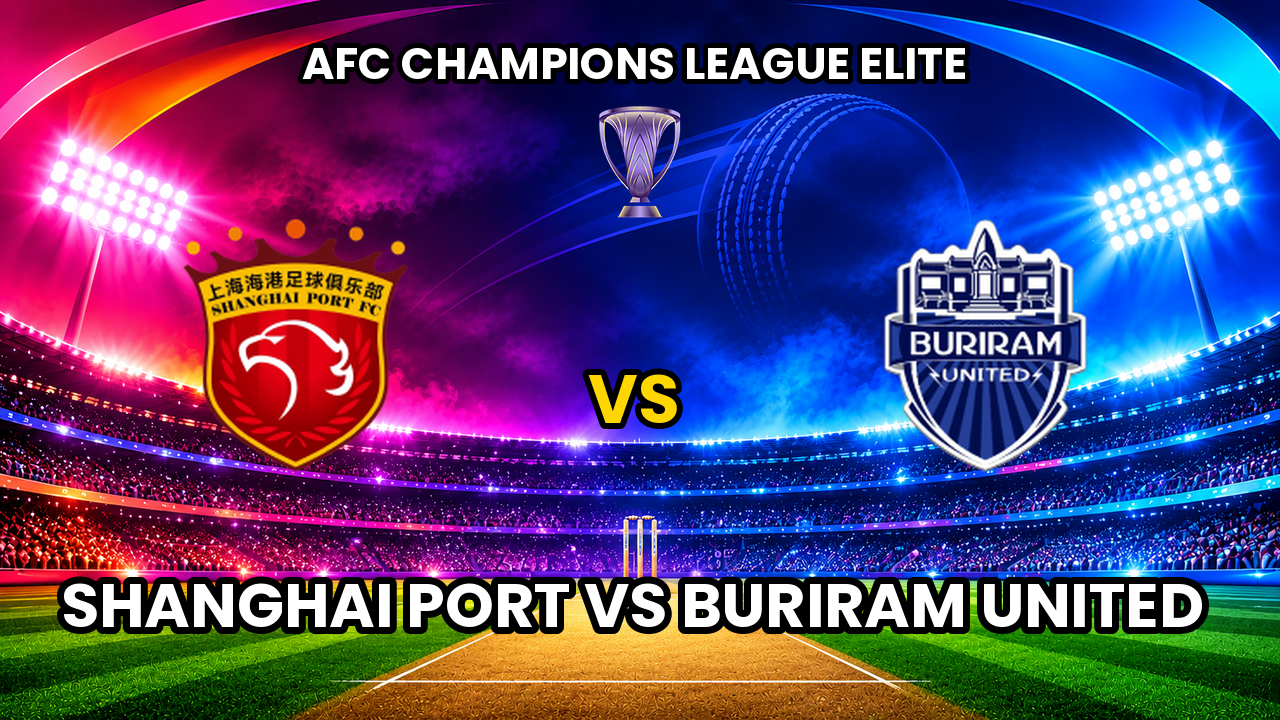 AFC CHAMPIONS LEAGUE ELITE
上海海港足球俱乐部
SHANGHAI PORT FC
BURIRAM
UNITED
VS
SHANGHAI PORT VS BURIRAM UNITED